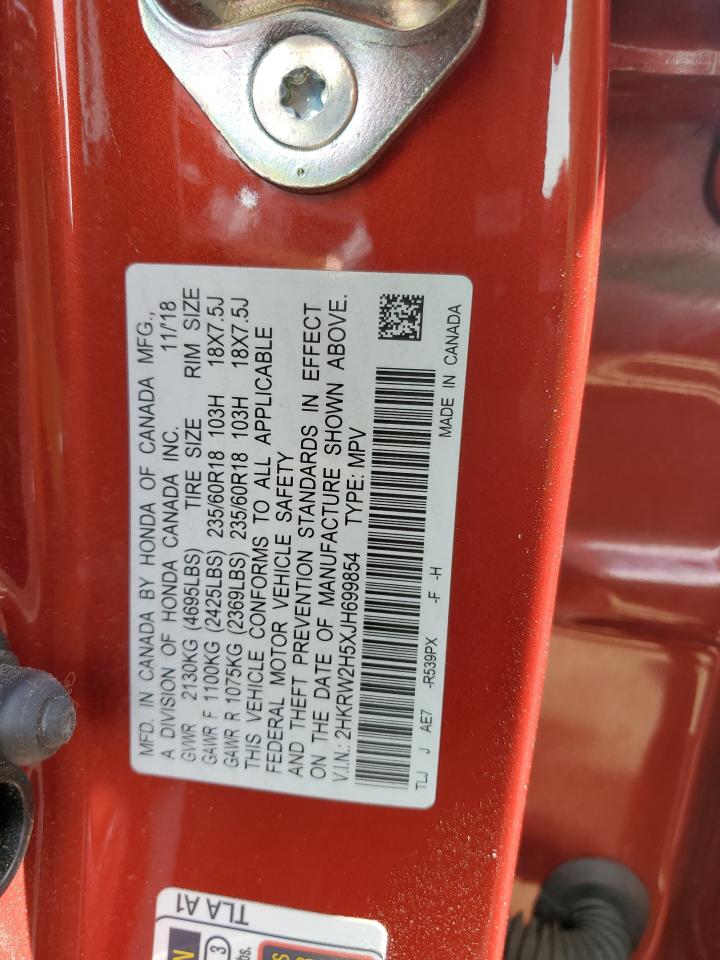 MFD. IN CANADA BY HONDA OF CANADA MFG.,
A DIVISION OF HONDA CANADA INC. 11/'18
GVWR 2130KG (4695LBS) TIRE SIZE RIM SIZE
GAWR F 1100KG (2425LBS) 235/60R18 103H 18X7.5J
GAWR R 1075KG (2369LBS) 235/60R18 103H 18X7.5J
THIS VEHICLE CONFORMS TO ALL APPLICABLE
FEDERAL MOTOR VEHICLE SAFETY
AND THEFT PREVENTION STANDARDS IN EFFECT
ON THE DATE OF MANUFACTURE SHOWN ABOVE.
V.I.N.: 2HKRW2H5XJH699854 TYPE: MPV
TLJ J AE7 -R539PX -F -H MADE IN CANADA
TLA A1
3